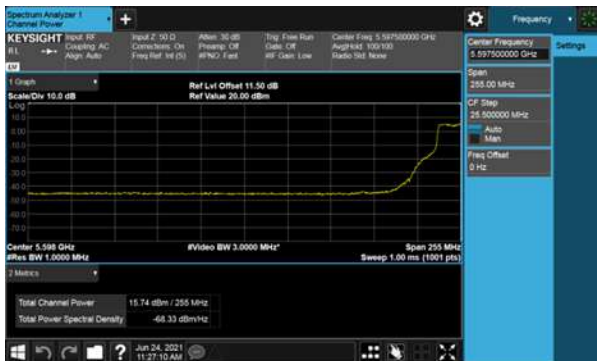 Spectrum Analyzer 1
Channel Power
Frequency
KEYSIGHT
Input: RF
Coupling: AC
Align: Auto
Input Z: 50 Ω
Corrections: On
Freq Ref: Int (S)
Atten: 30 dB
Preamp: Off
#PNO: Fast
Trig: Free Run
Gate: Off
#IF Gain: Low
Center Freq: 5.597500000 GHz
Avg|Hold: 100/100
Radio Std: None
Center Frequency
5.597500000 GHz
Settings
Span
255.00 MHz
CF Step
25.500000 MHz
Auto
Man
Freq Offset
0 Hz
1 Graph
Scale/Div 10.0 dB
Ref Lvl Offset 11.50 dB
Ref Value 20.00 dBm
Log
10.0
0.00
-10.0
-20.0
-30.0
-40.0
-50.0
-60.0
-70.0
Center 5.598 GHz
#Res BW 1.0000 MHz
#Video BW 3.0000 MHz*
Span 255 MHz
Sweep 1.00 ms (1001 pts)
2 Metrics
Total Channel Power 15.74 dBm / 255 MHz
Total Power Spectral Density -68.33 dBm/Hz
Jun 24, 2021
11:27:10 AM